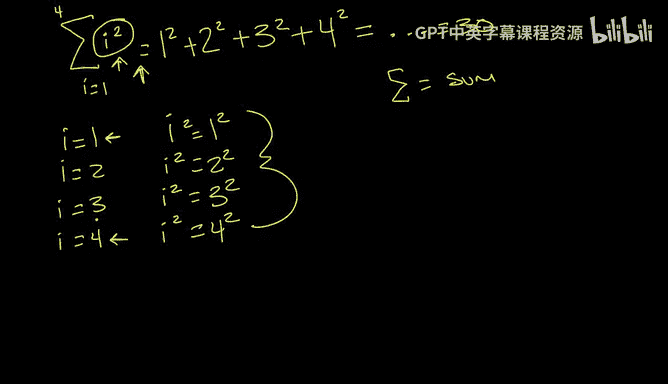 4
∑ i² = 1² + 2² + 3² + 4² = ... = 30
i=1
GPT中英字幕课程资源 bilibili
∑ = sum
i=1 ← i²=1²
i=2 i²=2²
i=3 i²=3²
i=4 ← i²=4²